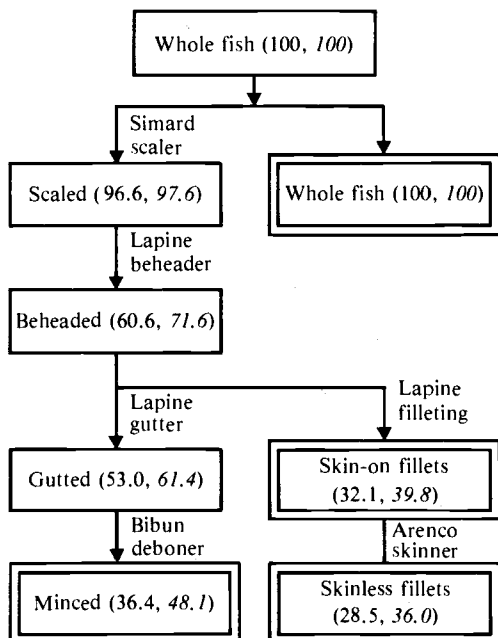 Whole fish (100, 100)
Simard
scaler
Scaled (96.6, 97.6)
Whole fish (100, 100)
Lapine
beheader
Beheaded (60.6, 71.6)
Lapine
gutter
Lapine
filleting
Gutted (53.0, 61.4)
Skin-on fillets
(32.1, 39.8)
Bibun
deboner
Arenco
skinner
Minced (36.4, 48.1)
Skinless fillets
(28.5, 36.0)